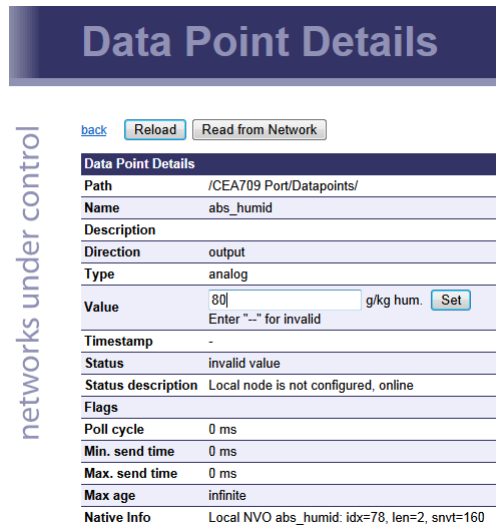 Data Point Details
networks under control
back Reload Read from Network
Data Point Details
Path /CEA709 Port/Datapoints/
Name abs_humid
Description
Direction output
Type analog
Value 80 g/kg hum. Set
Enter "--" for invalid
Timestamp -
Status invalid value
Status description Local node is not configured, online
Flags
Poll cycle 0 ms
Min. send time 0 ms
Max. send time 0 ms
Max age infinite
Native Info Local NVO abs_humid: idx=78, len=2, snvt=160